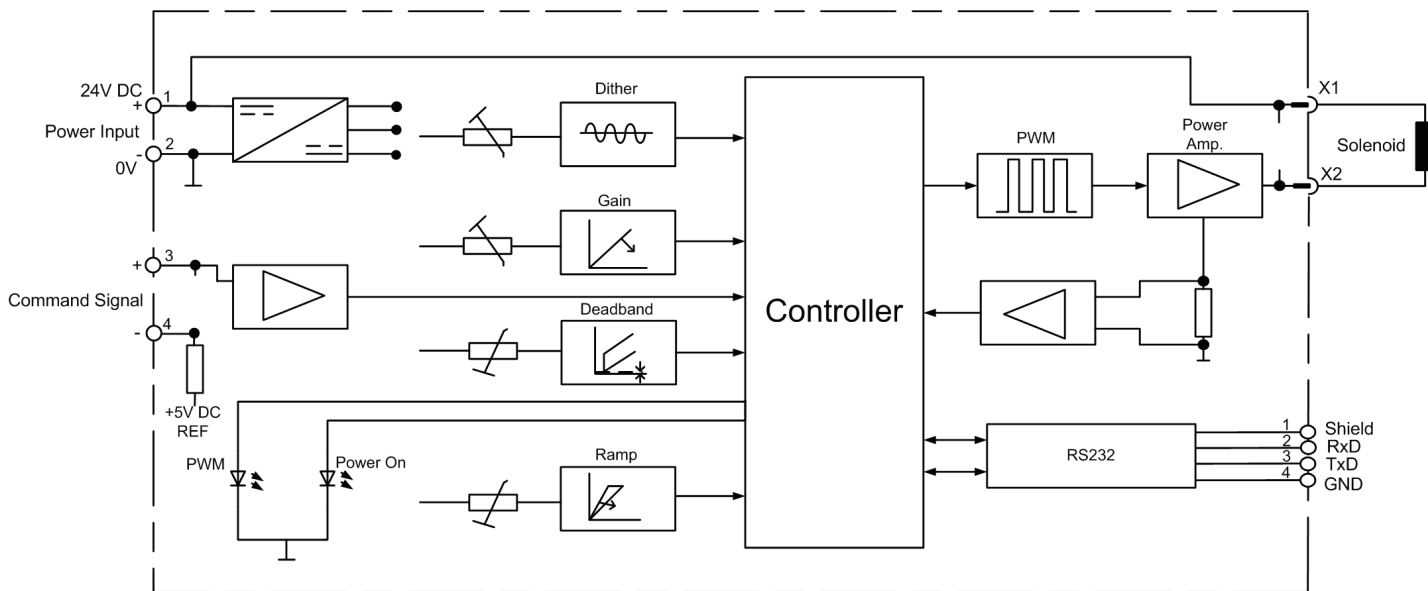 24V DC
+
1
Power Input
2
-
0V
+
3
Command Signal
-
4
+5V DC
REF
PWM
Power On
Dither
Gain
Deadband
Ramp
Controller
PWM
Power
Amp.
X1
Solenoid
X2
RS232
1
Shield
2
RxD
3
TxD
4
GND